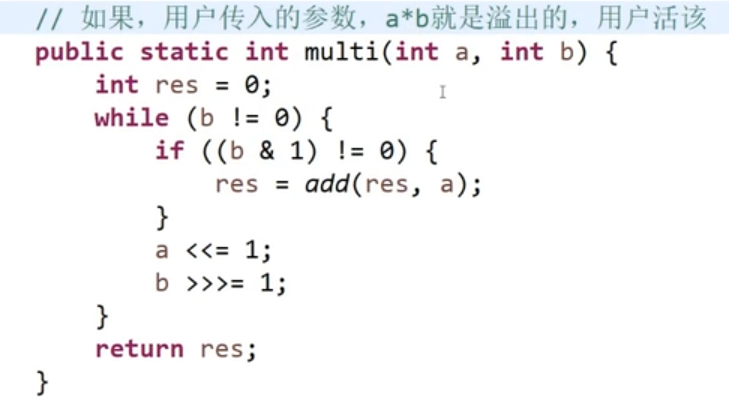 // 如果，用户传入的参数，a*b就是溢出的，用户活该
public static int multi(int a, int b) {
    int res = 0;
    while (b != 0) {
        if ((b & 1) != 0) {
            res = add(res, a);
        }
        a <<= 1;
        b >>>= 1;
    }
    return res;
}